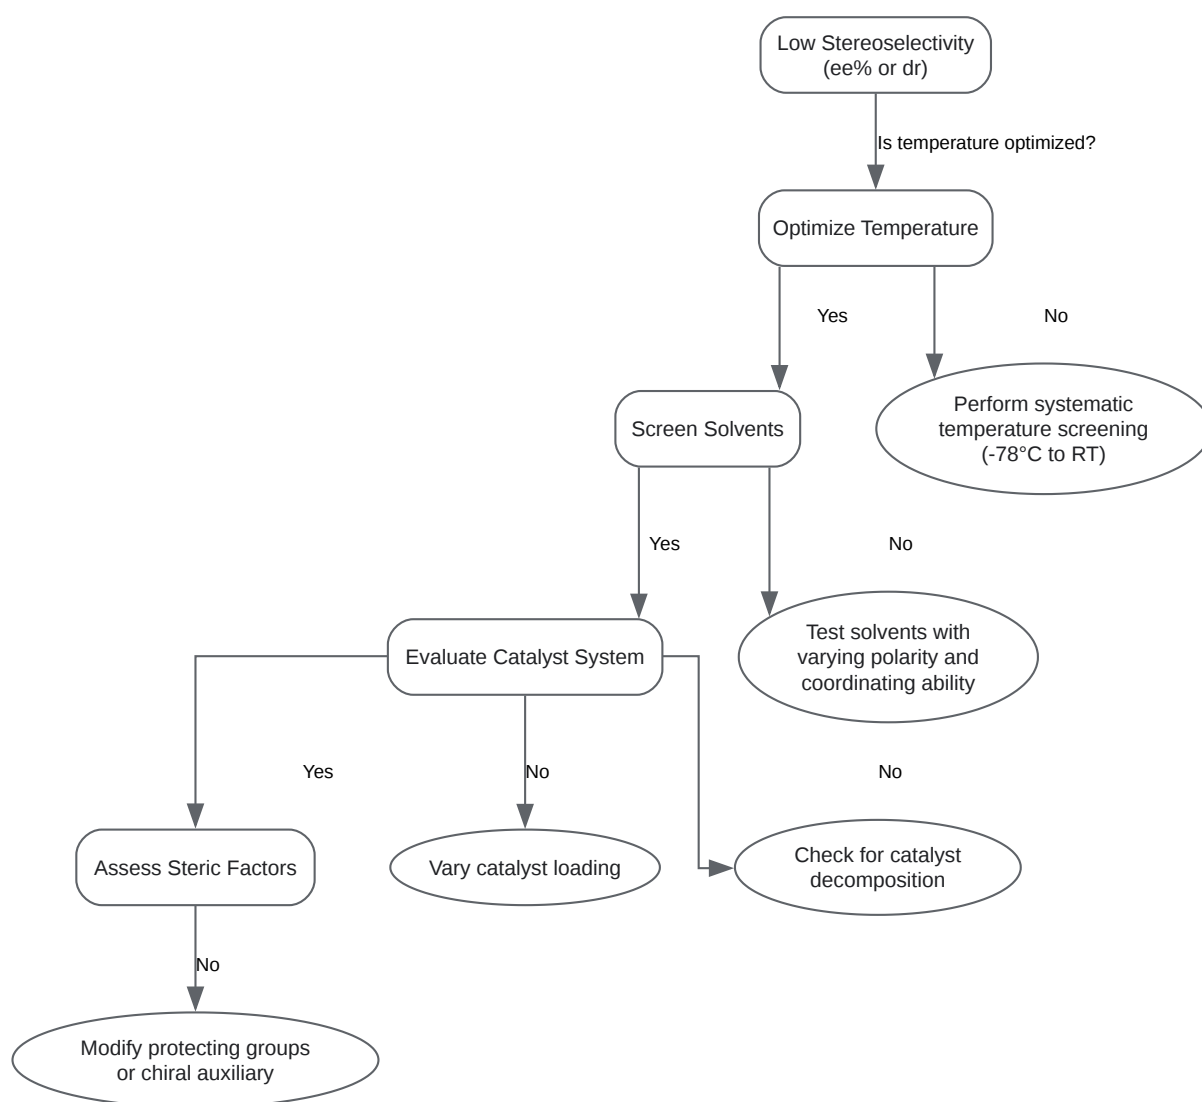 Low Stereoselectivity
(ee% or dr)
Is temperature optimized?
Optimize Temperature
Yes
No
Screen Solvents
Perform systematic
temperature screening
(-78°C to RT)
Yes
No
Evaluate Catalyst System
Test solvents with
varying polarity and
coordinating ability
Yes
No
No
Assess Steric Factors
Vary catalyst loading
Check for catalyst
decomposition
No
Modify protecting groups
or chiral auxiliary